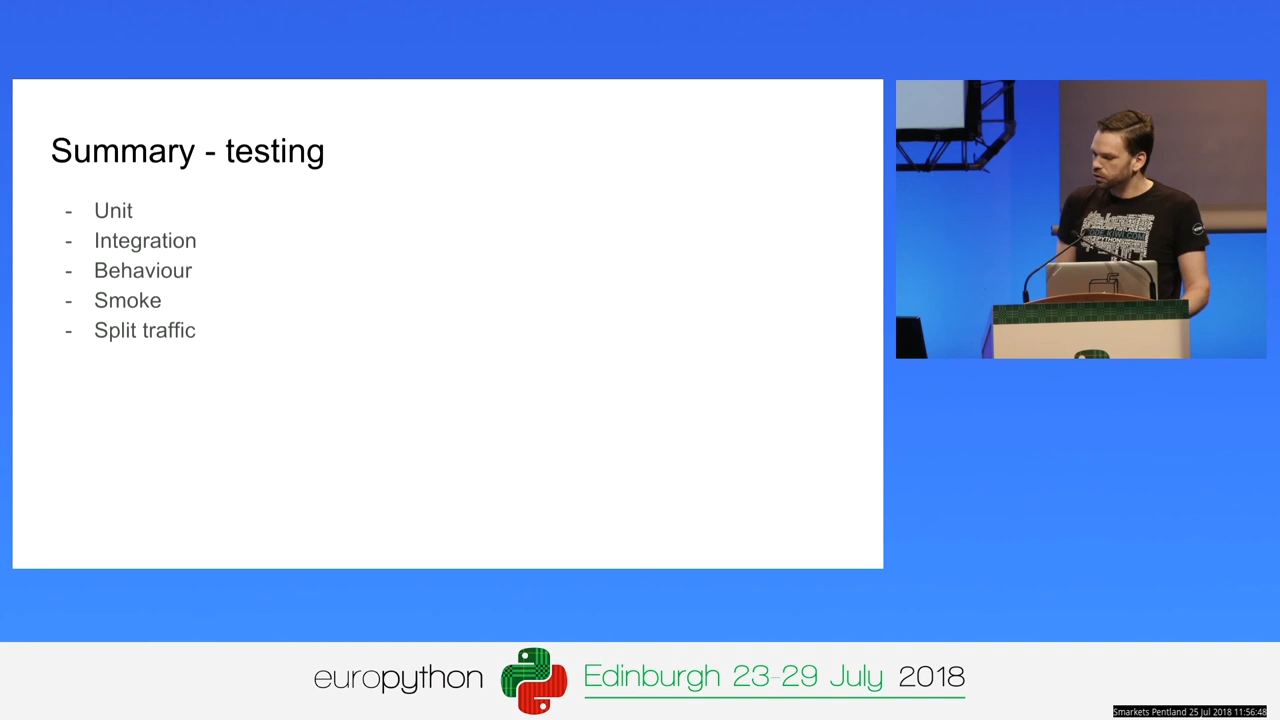 Summary - testing
- Unit
- Integration
- Behaviour
- Smoke
- Split traffic
europython Edinburgh 23-29 July 2018
Smarkets Pentland 25 Jul 2018 11:56:48